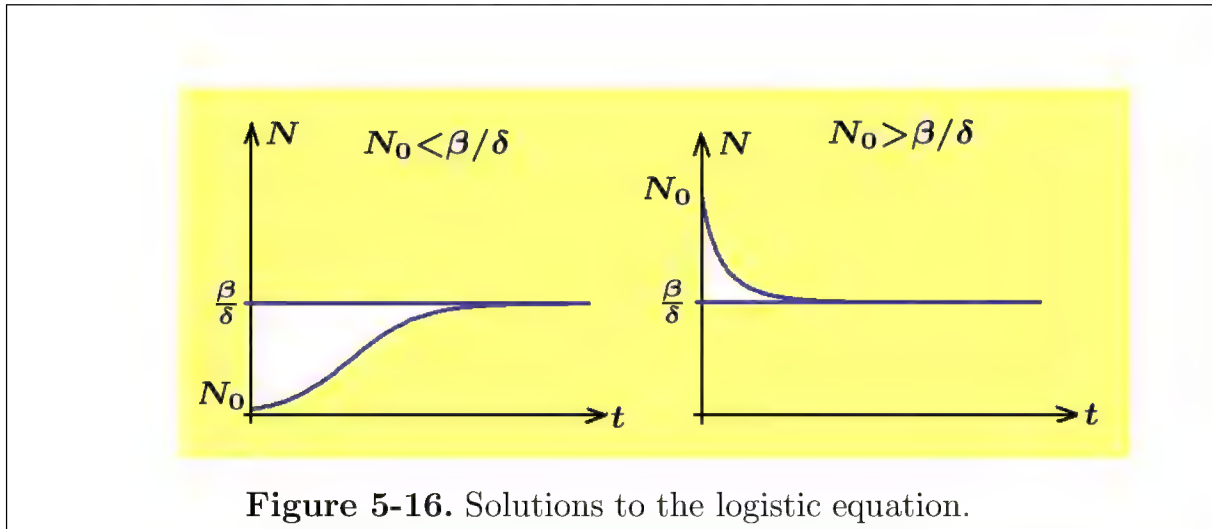 N
N₀<β/δ
β/δ
N₀
t
N
N₀>β/δ
N₀
β/δ
t
Figure 5-16. Solutions to the logistic equation.